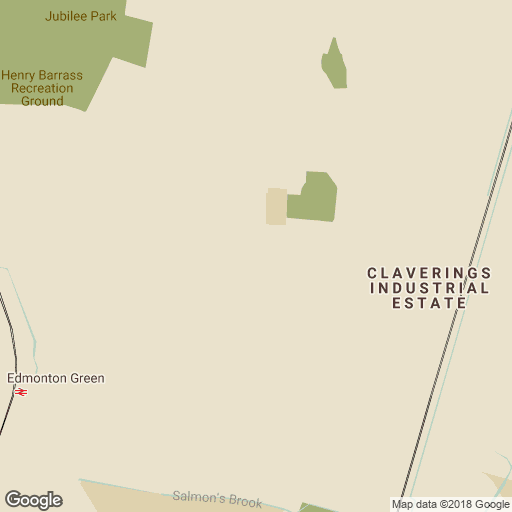 Jubilee Park
Henry Barrass
Recreation
Ground
CLAVERINGS
INDUSTRIAL
ESTATE
Edmonton Green
Salmon's Brook
Google
Map data ©2018 Google